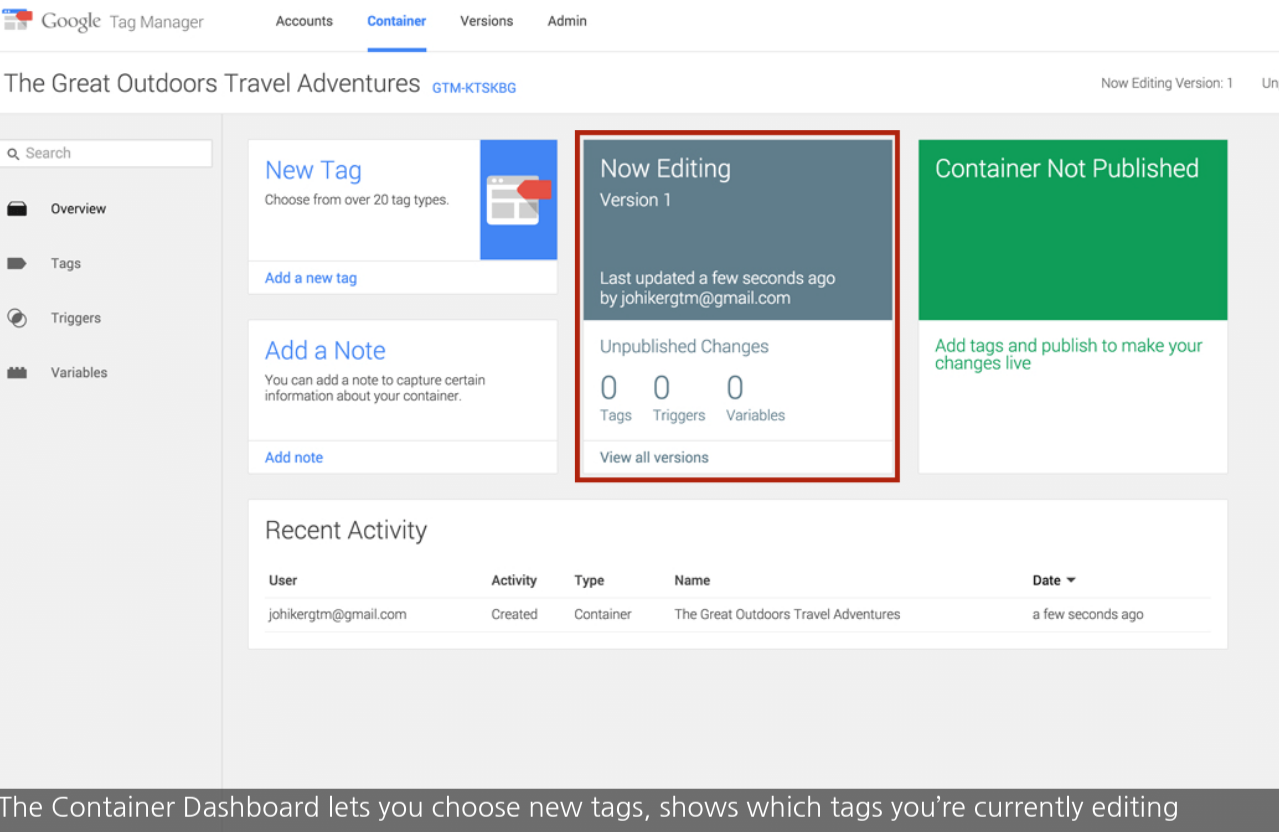 Google Tag Manager
Accounts Container Versions Admin
The Great Outdoors Travel Adventures GTM-KTSKBG
Now Editing Version: 1
Search
Overview
Tags
Triggers
Variables
New Tag
Choose from over 20 tag types.
Add a new tag
Add a Note
You can add a note to capture certain
information about your container.
Add note
Now Editing
Version 1
Last updated a few seconds ago
by johikergtm@gmail.com
Unpublished Changes
0 0 0
Tags Triggers Variables
View all versions
Container Not Published
Add tags and publish to make your
changes live
Recent Activity
User Activity Type Name Date
johikergtm@gmail.com Created Container The Great Outdoors Travel Adventures a few seconds ago
The Container Dashboard lets you choose new tags, shows which tags you're currently editing